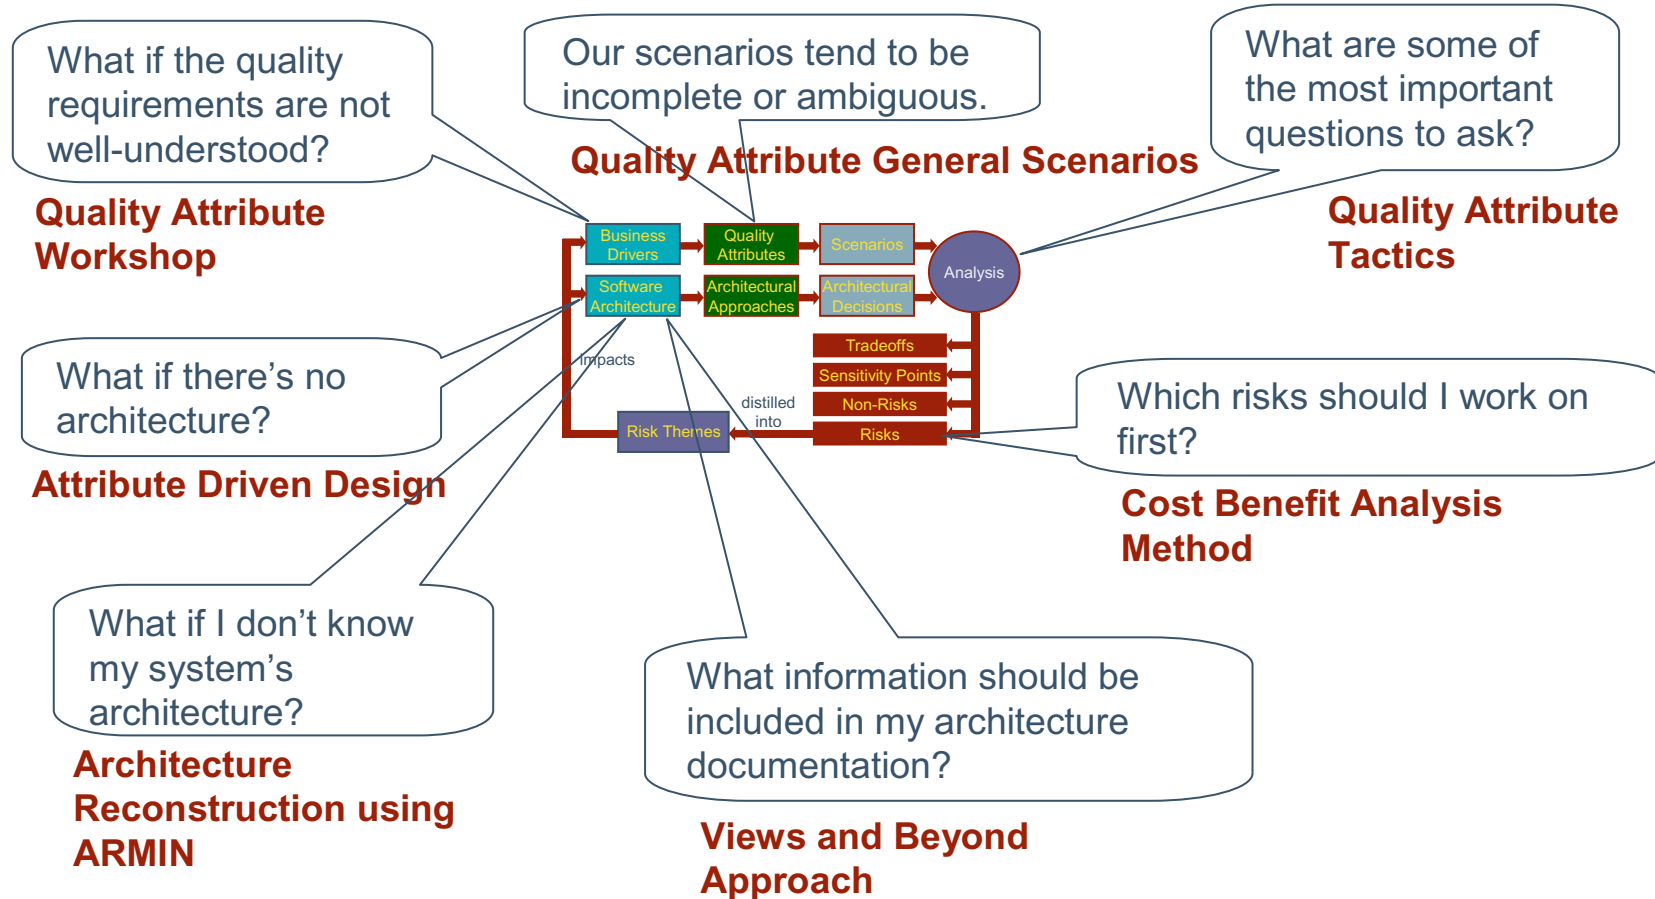 What if the quality
requirements are not
well-understood?
Quality Attribute
Workshop
Our scenarios tend to be
incomplete or ambiguous.
Quality Attribute General Scenarios
What are some of
the most important
questions to ask?
Quality Attribute
Tactics
Business
Drivers
Quality
Attributes
Scenarios
Analysis
Software
Architecture
Architectural
Approaches
Architectural
Decisions
impacts
Tradeoffs
Sensitivity Points
Non-Risks
Risks
distilled
into
Risk Themes
What if there’s no
architecture?
Attribute Driven Design
Which risks should I work on
first?
Cost Benefit Analysis
Method
What if I don’t know
my system’s
architecture?
Architecture
Reconstruction using
ARMIN
What information should be
included in my architecture
documentation?
Views and Beyond
Approach